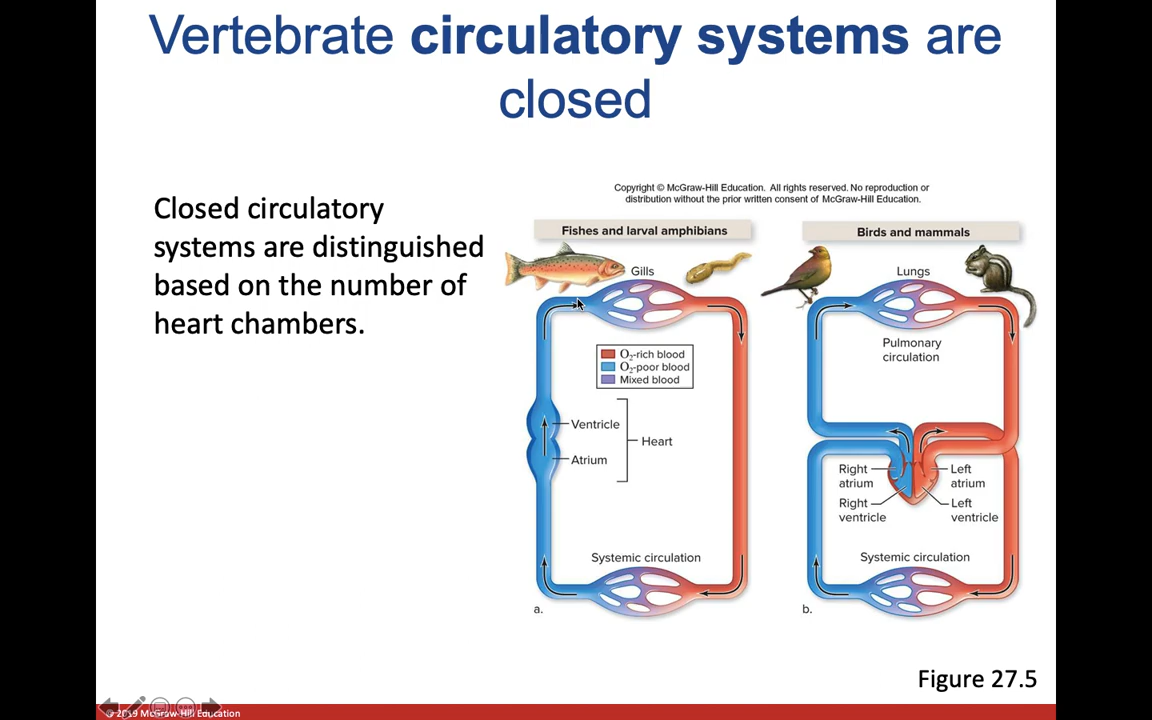 Vertebrate circulatory systems are
closed
Closed circulatory
systems are distinguished
based on the number of
heart chambers.
Copyright © McGraw-Hill Education. All rights reserved. No reproduction or
distribution without the prior written consent of McGraw-Hill Education.
Fishes and larval amphibians
Gills
O₂-rich blood
O₂-poor blood
Mixed blood
Ventricle
Heart
Atrium
Systemic circulation
a.
Birds and mammals
Lungs
Pulmonary
circulation
Right
atrium
Left
atrium
Right
ventricle
Left
ventricle
Systemic circulation
b.
Figure 27.5
© 2019 McGraw-Hill Education